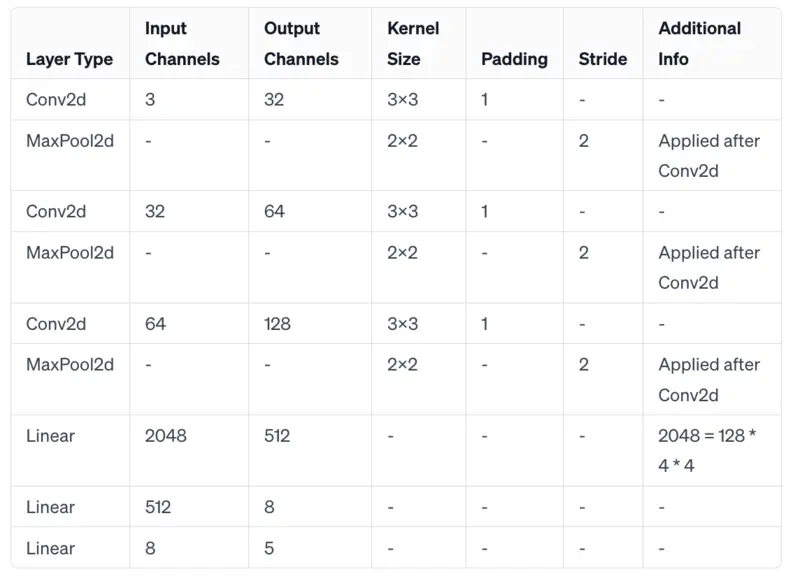 Layer Type Input Channels Output Channels Kernel Size Padding Stride Additional Info
Conv2d 3 32 3×3 1 - -
MaxPool2d - - 2×2 - 2 Applied after Conv2d
Conv2d 32 64 3×3 1 - -
MaxPool2d - - 2×2 - 2 Applied after Conv2d
Conv2d 64 128 3×3 1 - -
MaxPool2d - - 2×2 - 2 Applied after Conv2d
Linear 2048 512 - - - 2048 = 128 * 4 * 4
Linear 512 8 - - - -
Linear 8 5 - - - -